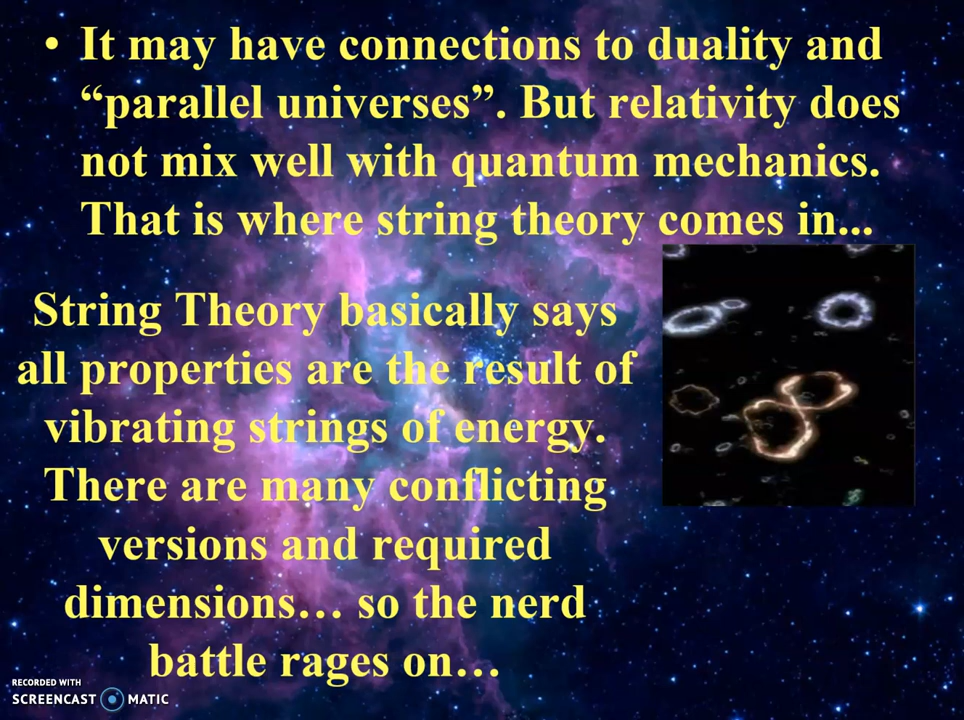 • It may have connections to duality and
“parallel universes”. But relativity does
not mix well with quantum mechanics.
That is where string theory comes in...
String Theory basically says
all properties are the result of
vibrating strings of energy.
There are many conflicting
versions and required
dimensions… so the nerd
battle rages on…
RECORDED WITH
SCREENCAST MATIC